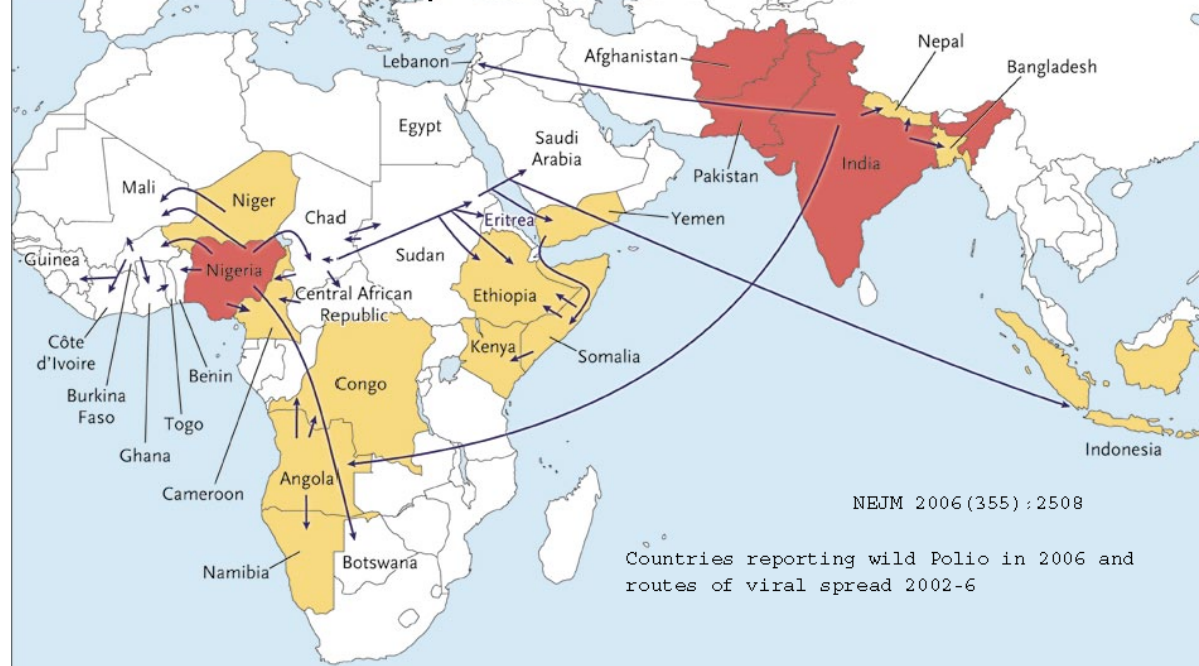 Lebanon
Afghanistan
Nepal
Bangladesh
Egypt
Saudi
Arabia
Pakistan
India
Mali
Niger
Chad
Eritrea
Yemen
Guinea
Nigeria
Sudan
Central African
Republic
Ethiopia
Côte
d'Ivoire
Burkina
Faso
Ghana
Togo
Benin
Cameroon
Congo
Kenya
Somalia
Indonesia
Angola
Namibia
Botswana
NEJM 2006(355):2508
Countries reporting wild Polio in 2006 and
routes of viral spread 2002-6